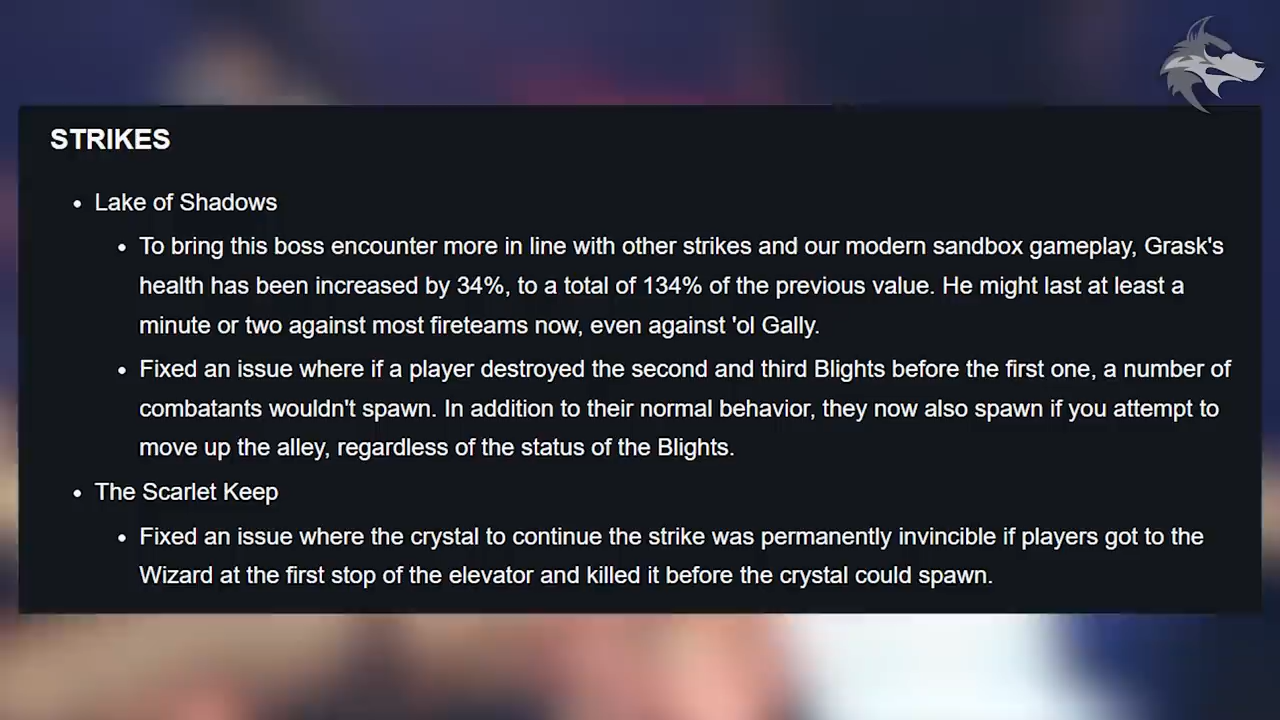 STRIKES
• Lake of Shadows
• To bring this boss encounter more in line with other strikes and our modern sandbox gameplay, Grask's
health has been increased by 34%, to a total of 134% of the previous value. He might last at least a
minute or two against most fireteams now, even against 'ol Gally.
• Fixed an issue where if a player destroyed the second and third Blights before the first one, a number of
combatants wouldn't spawn. In addition to their normal behavior, they now also spawn if you attempt to
move up the alley, regardless of the status of the Blights.
• The Scarlet Keep
• Fixed an issue where the crystal to continue the strike was permanently invincible if players got to the
Wizard at the first stop of the elevator and killed it before the crystal could spawn.